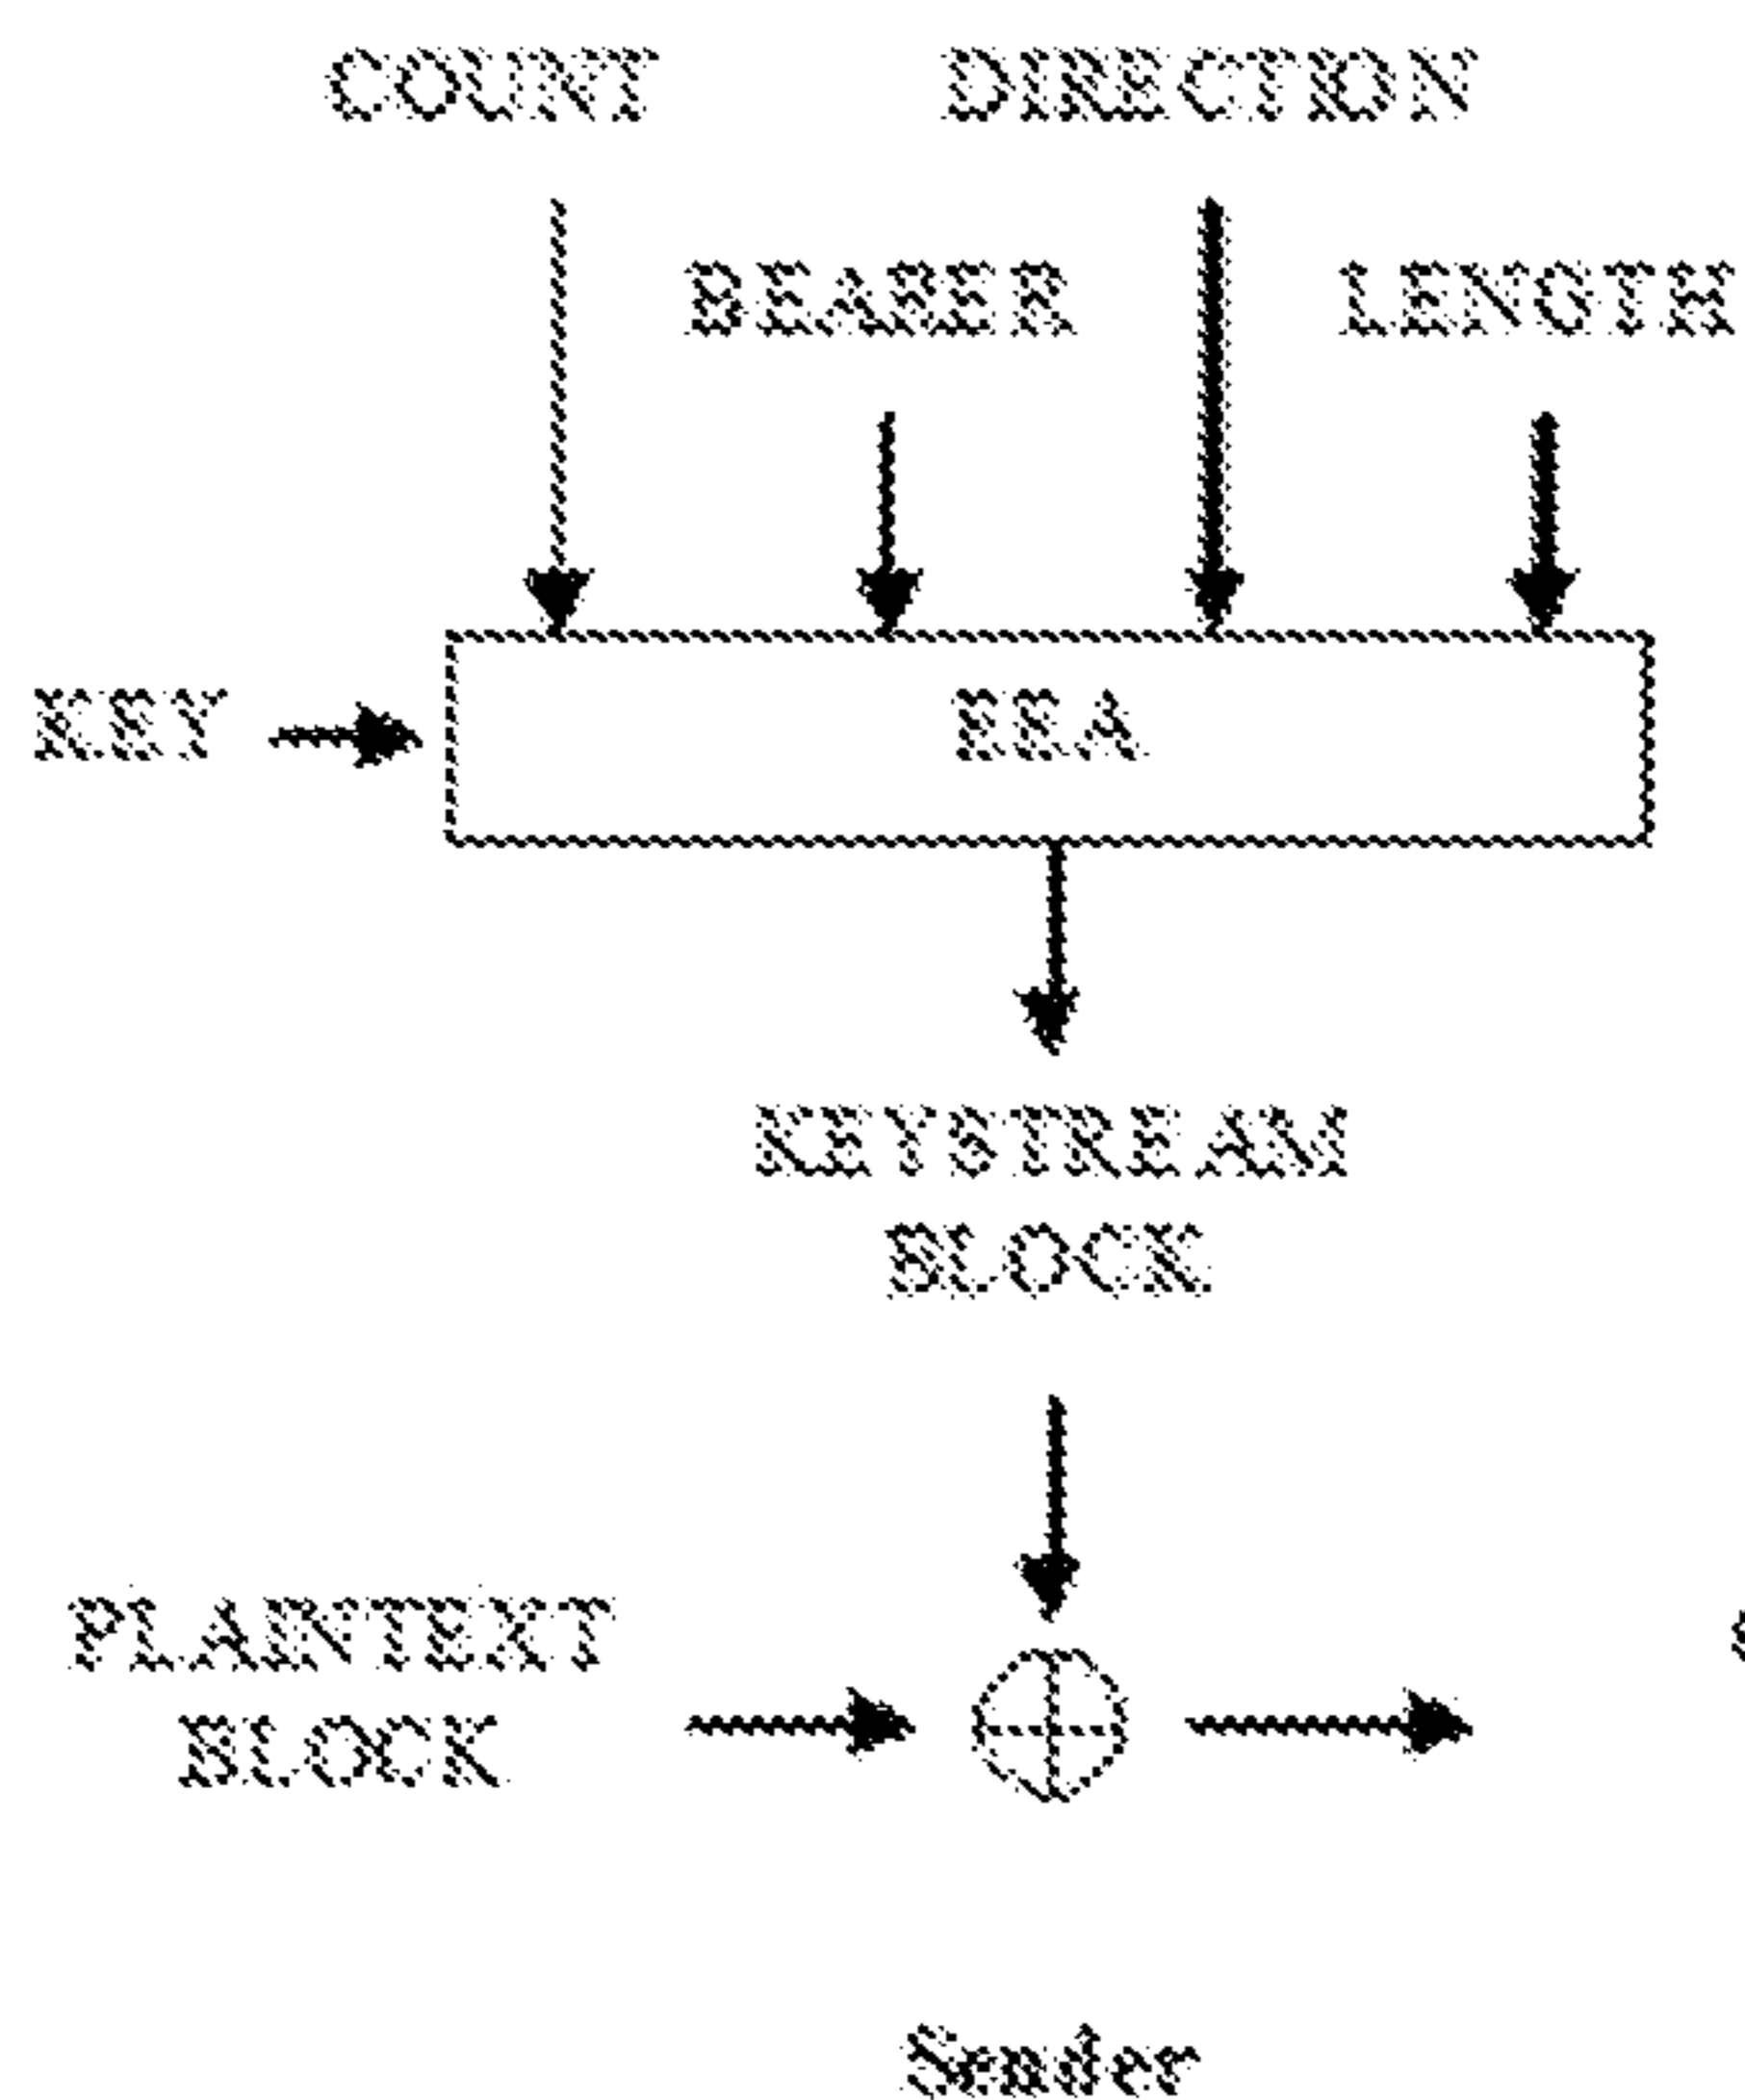 COUNT DIRECTION
BEARER LENGTH
KEY EEA
KEYSTREAM
BLOCK
PLAINTEXT
BLOCK
Sender